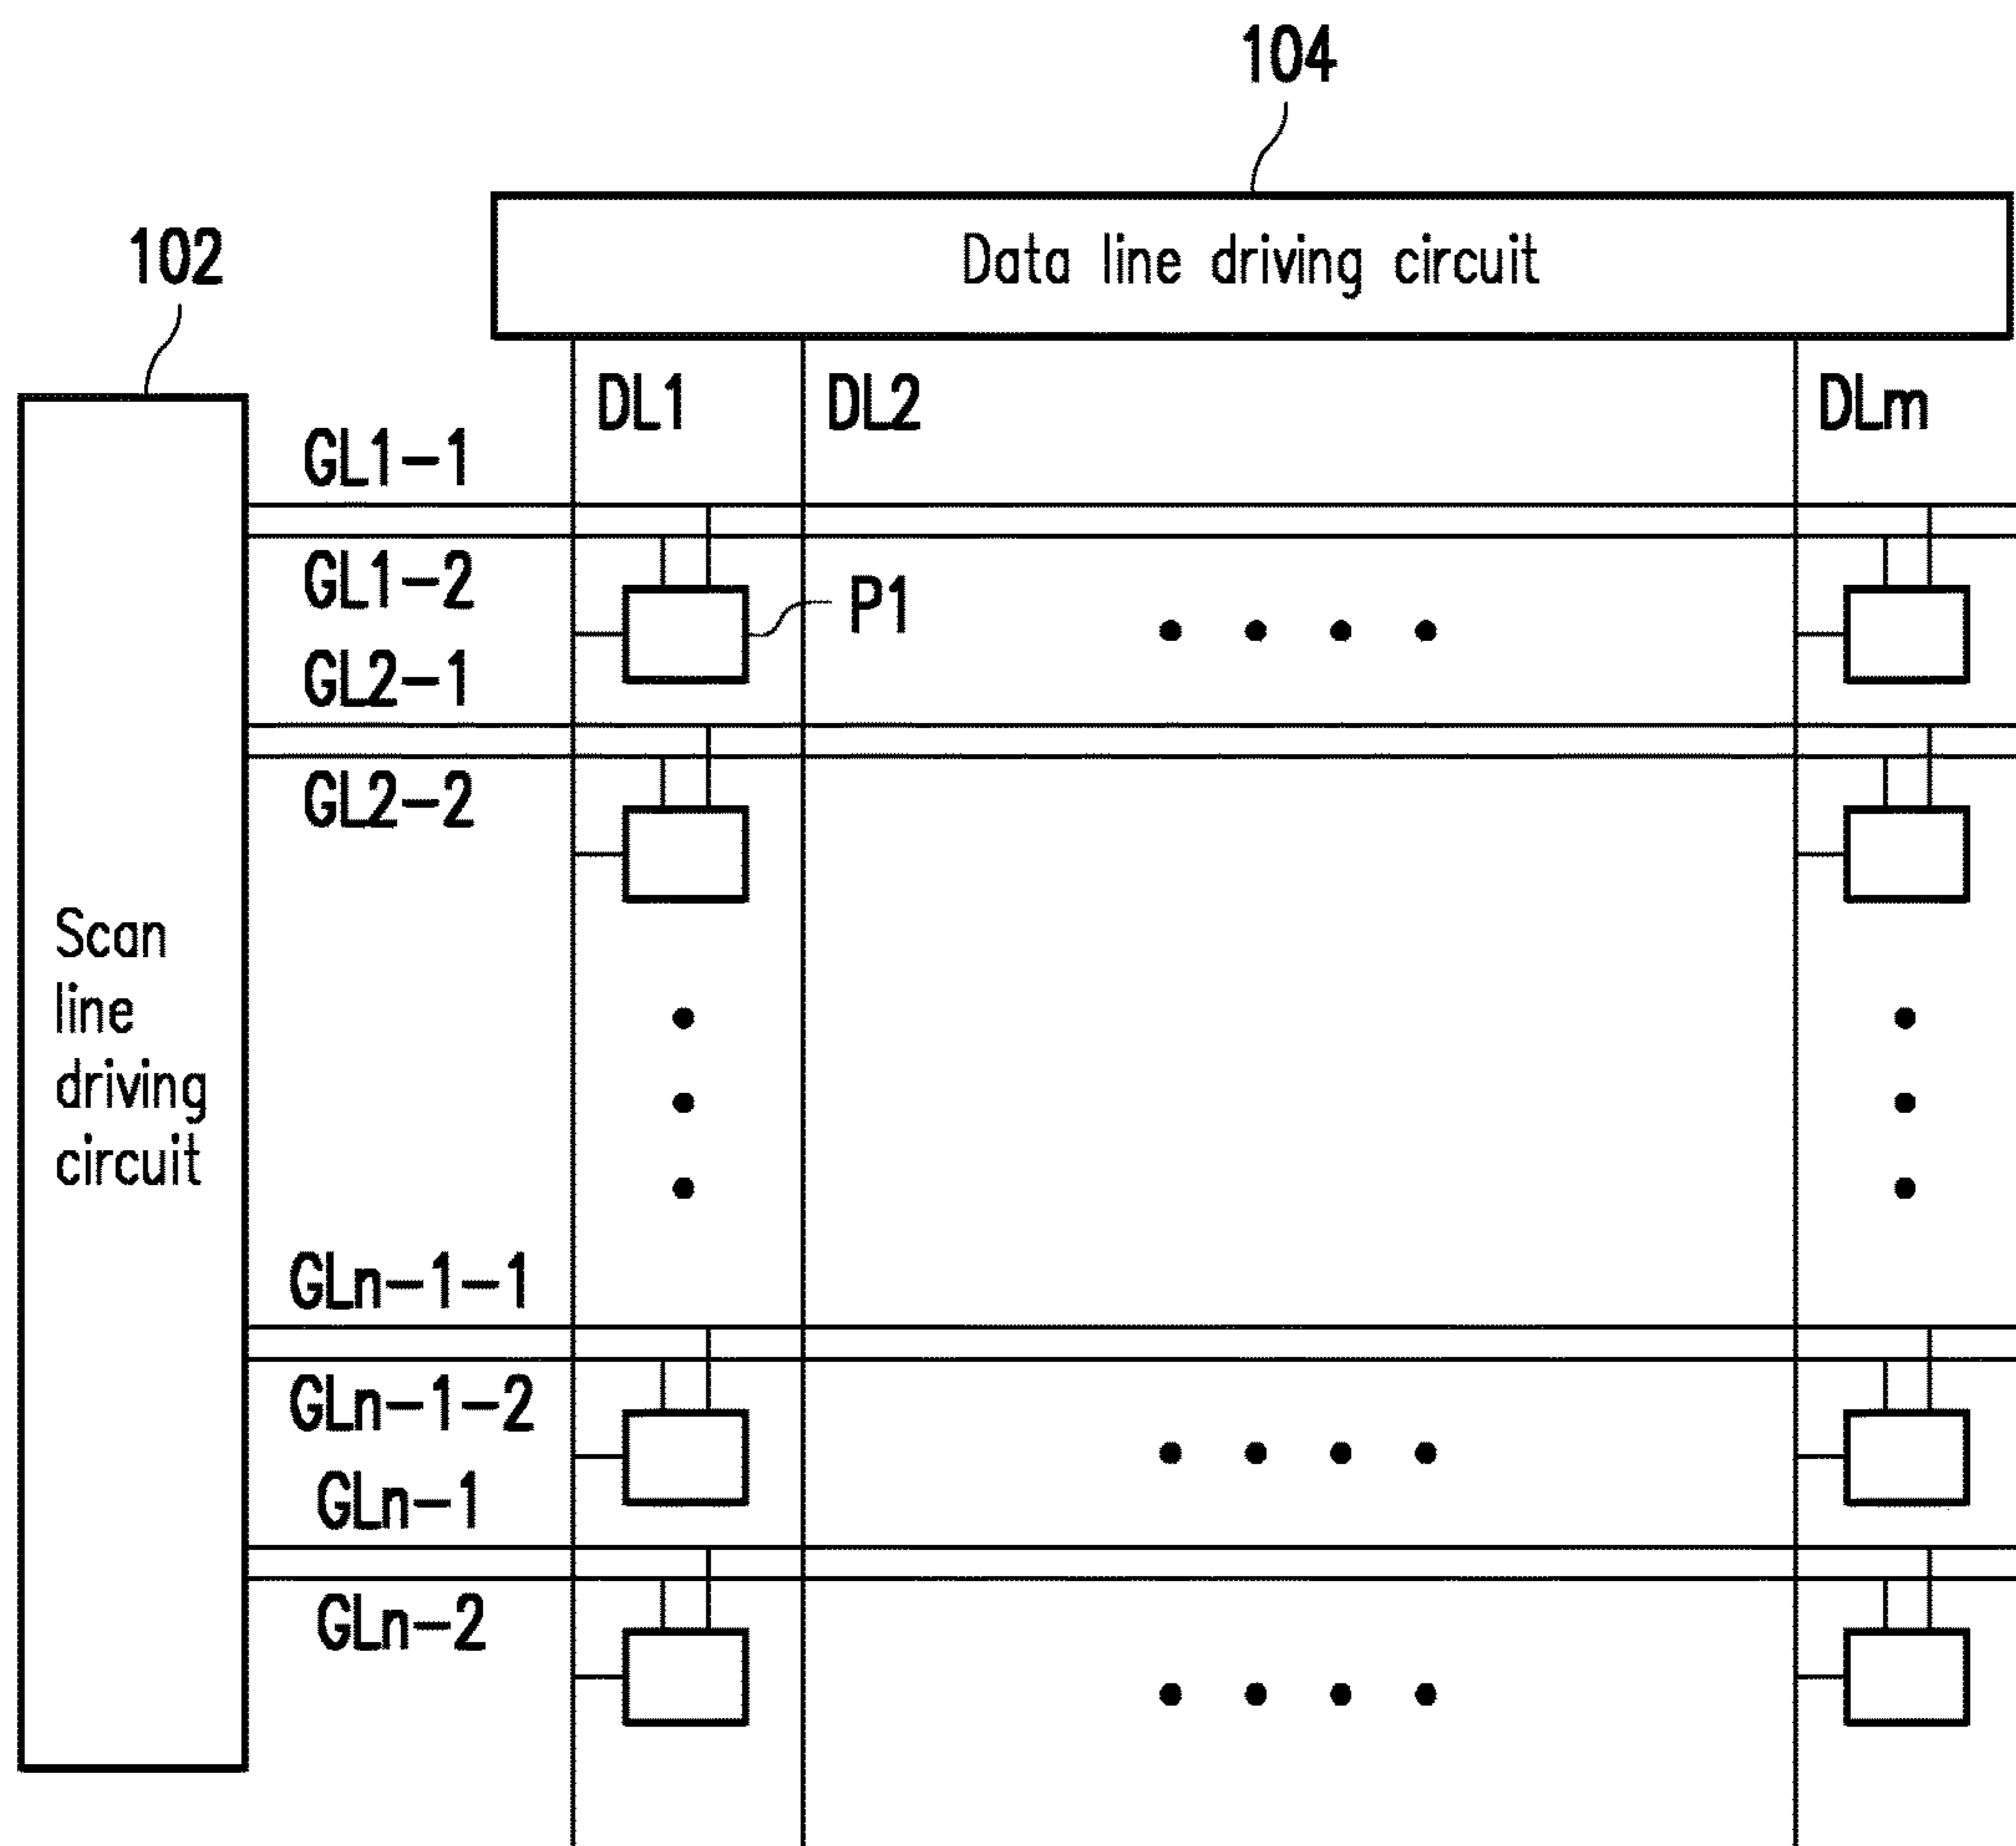 104
Data line driving circuit
102
DL1
DL2
DLm
GL1-1
GL1-2
P1
GL2-1
GL2-2
Scan
line
driving
circuit
GLn-1-1
GLn-1-2
GLn-1
GLn-2